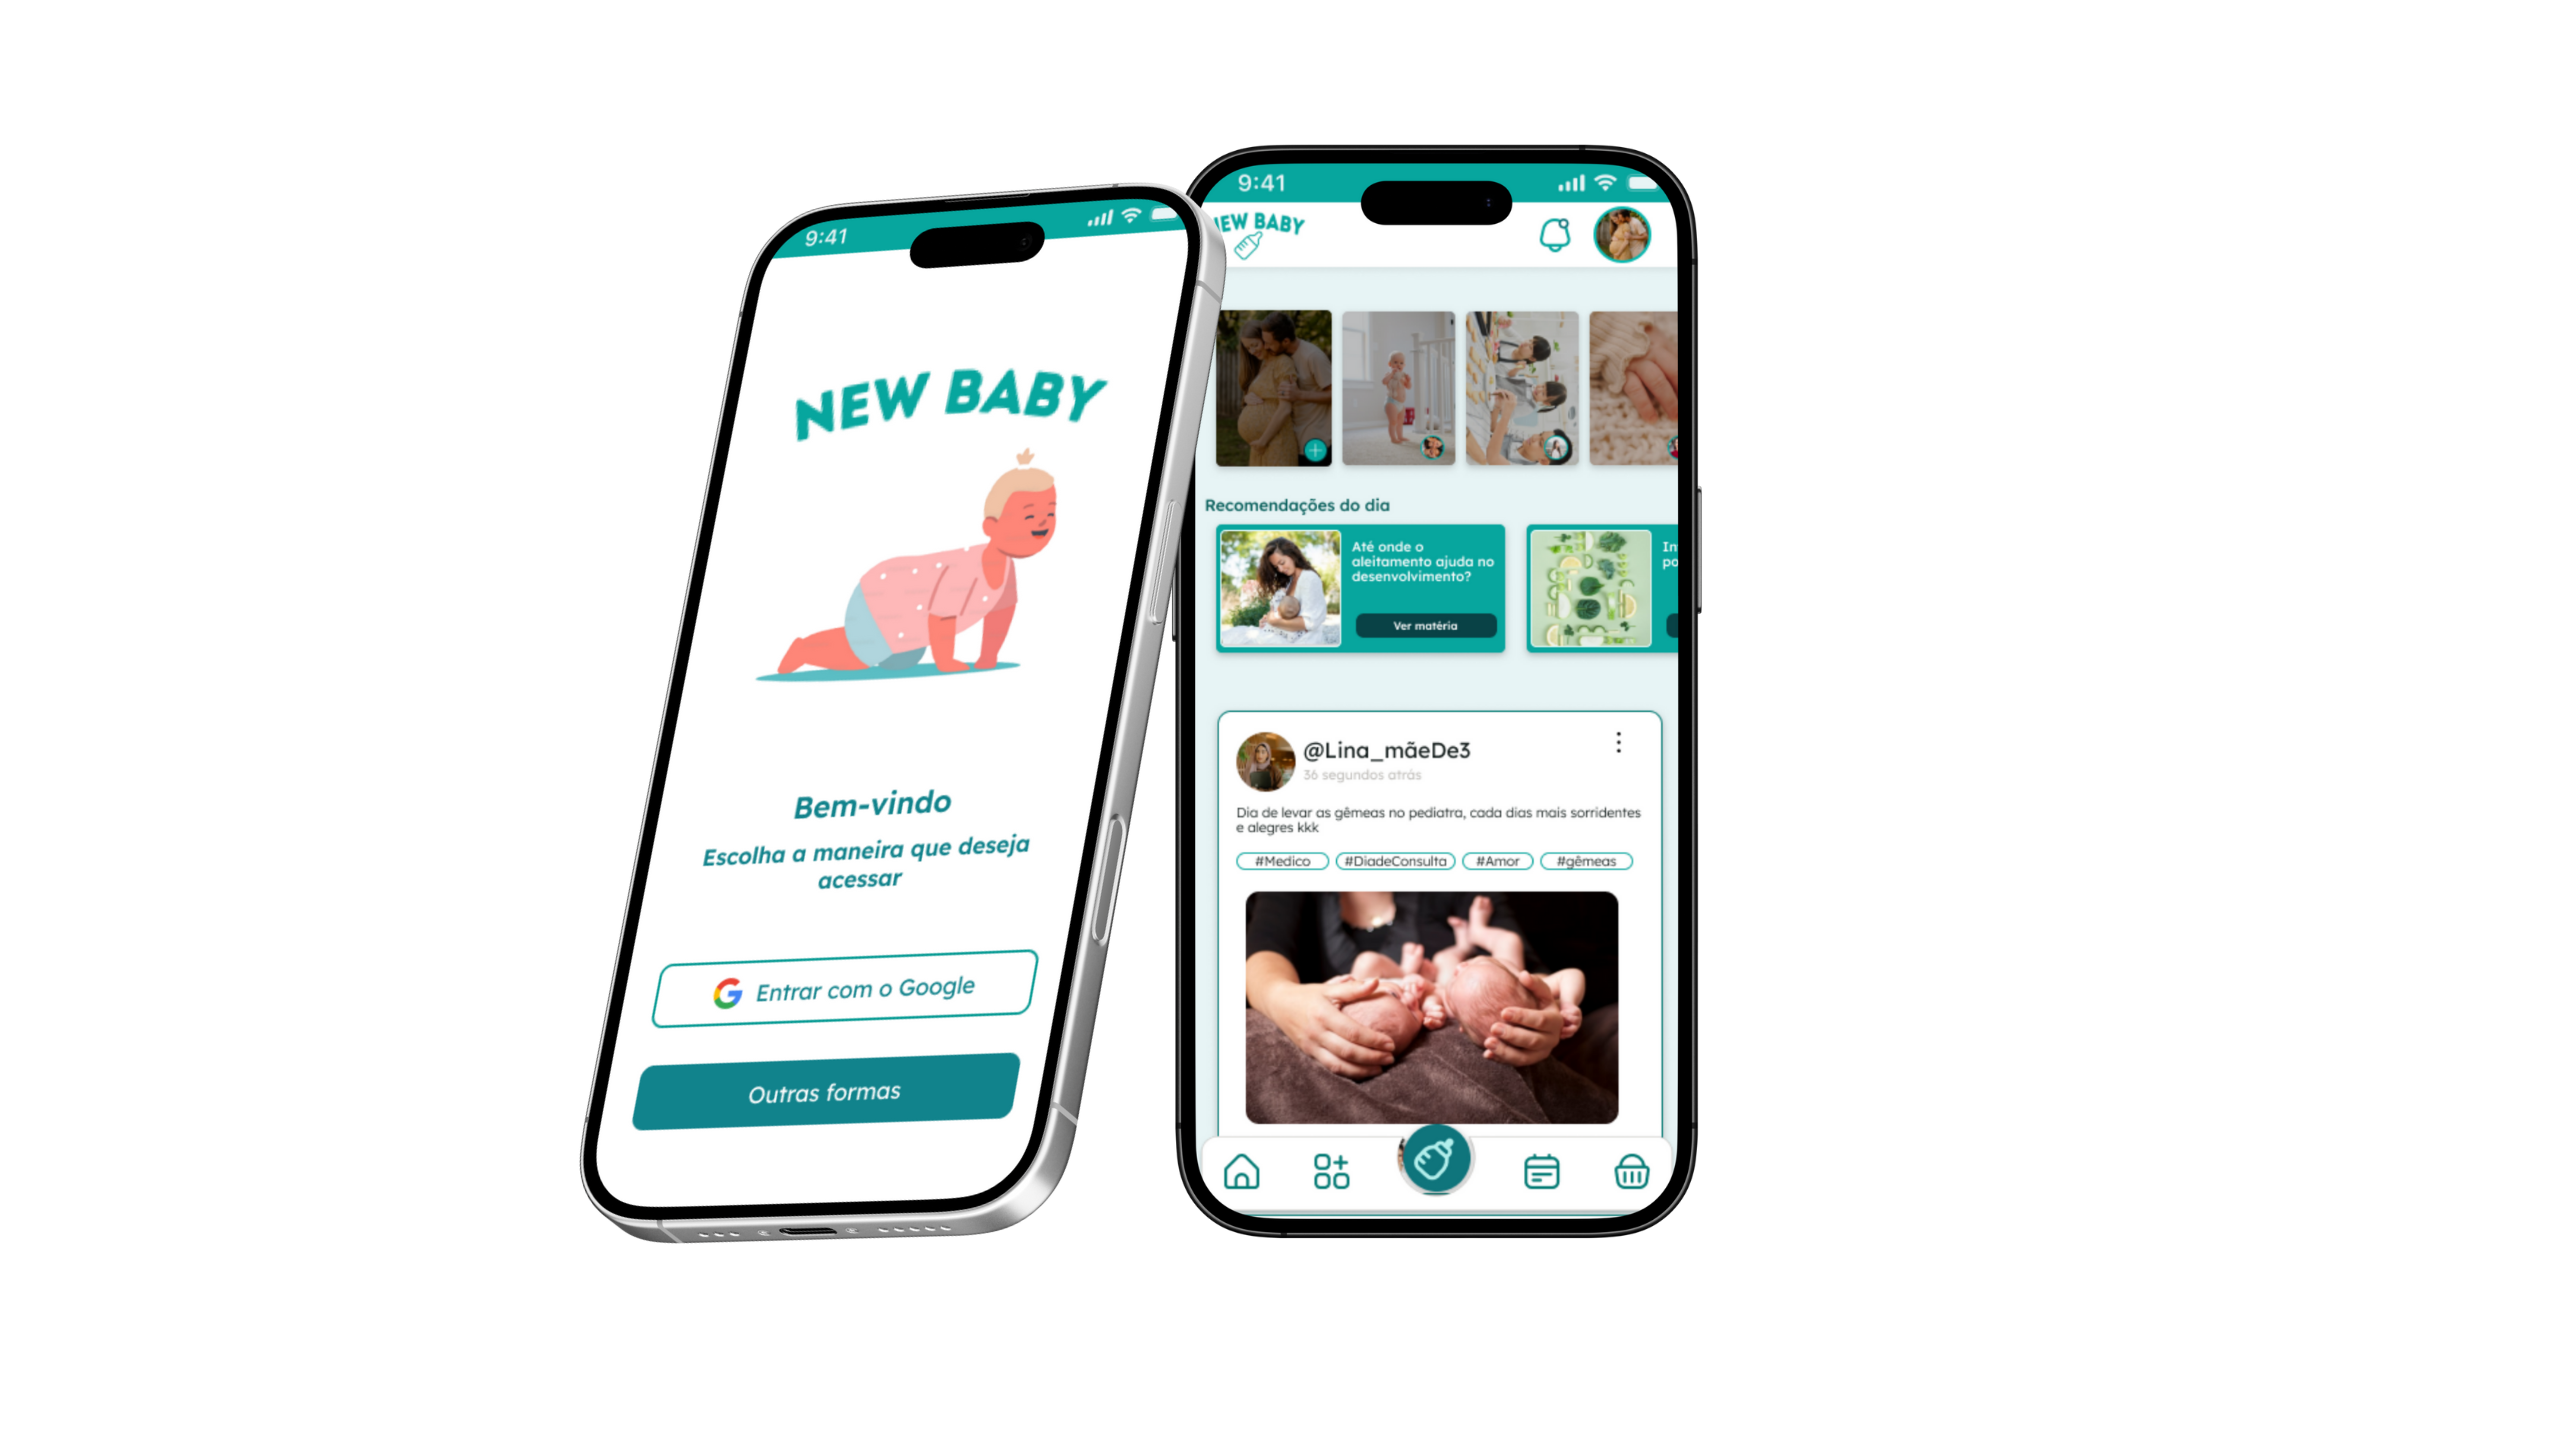 9:41
NEW BABY
Bem-vindo
Escolha a maneira que deseja
acessar
Entrar com o Google
Outras formas
9:41
EW BABY
Recomendações do dia
Até onde o
aleitamento ajuda no
desenvolvimento?
Ver matéria
In
po
@Lina_mãeDe3
36 segundos atrás
Dia de levar as gêmeas no pediatra, cada dias mais sorridentes
e alegres kkk
#Medico #DiadeConsulta #Amor #gêmeas